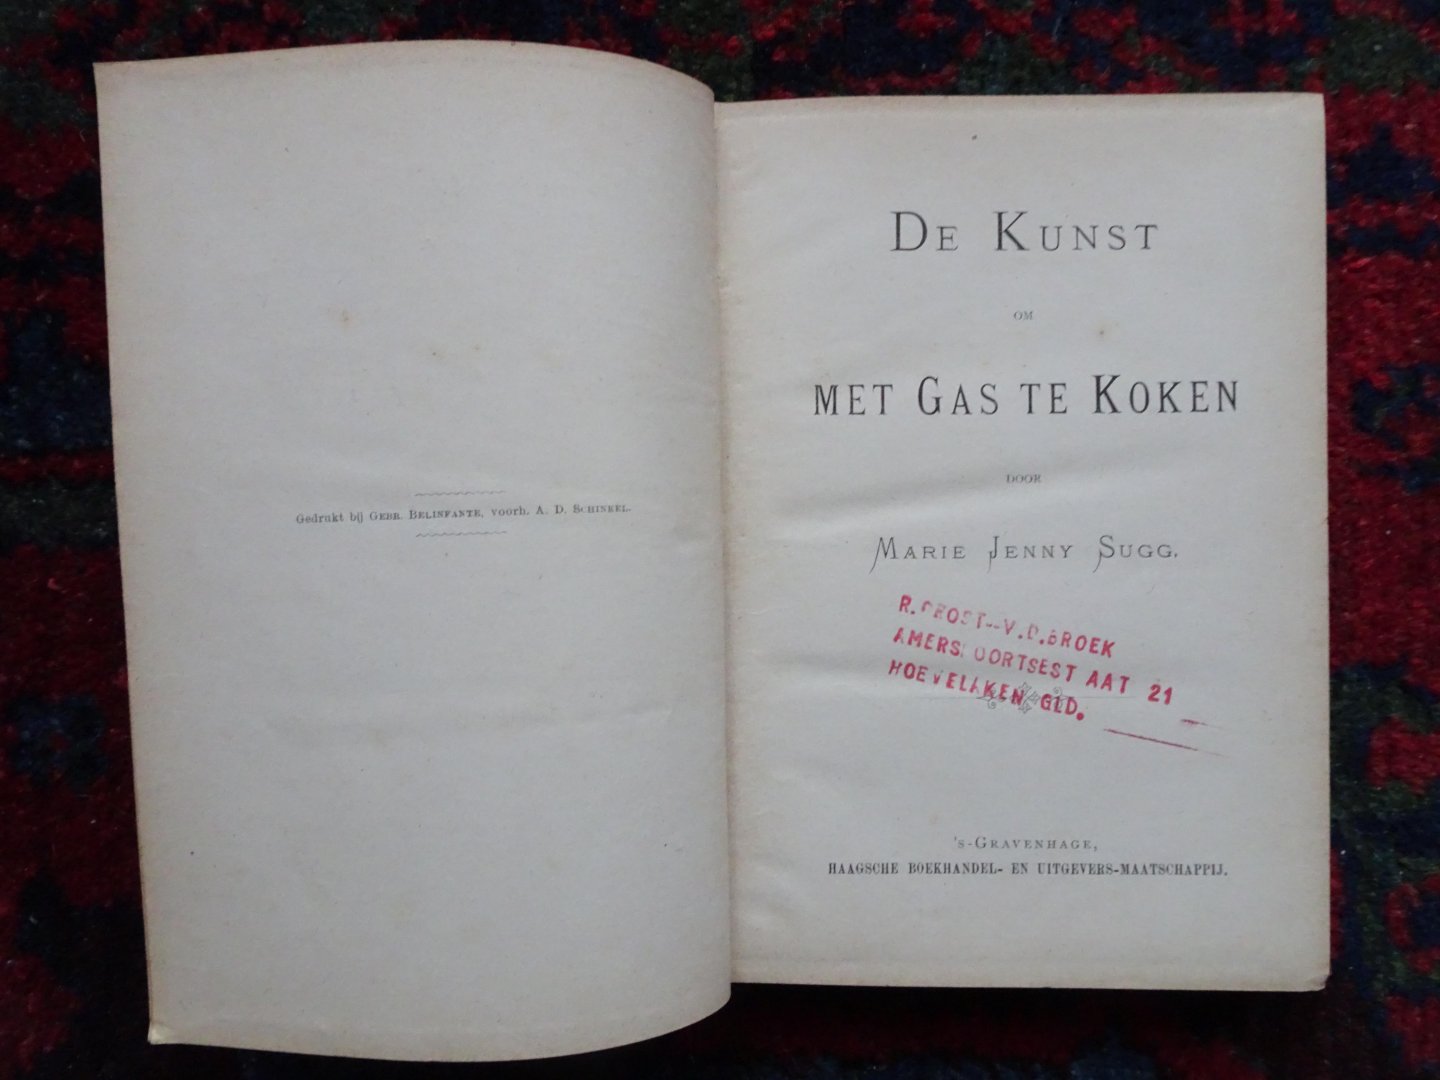 Gedrukt bij GEBR. BELINFANTE, voorh. A. D. SCHINKEL.
DE KUNST
OM
MET GAS TE KOKEN
DOOR
MARIE JENNY SUGG.
V.D.BROEK
21
HOEVELAKEN GLD.
's-GRAVENHAGE,
HAAGSCHE BOEKHANDEL- EN UITGEVERS-MAATSCHAPPIJ.